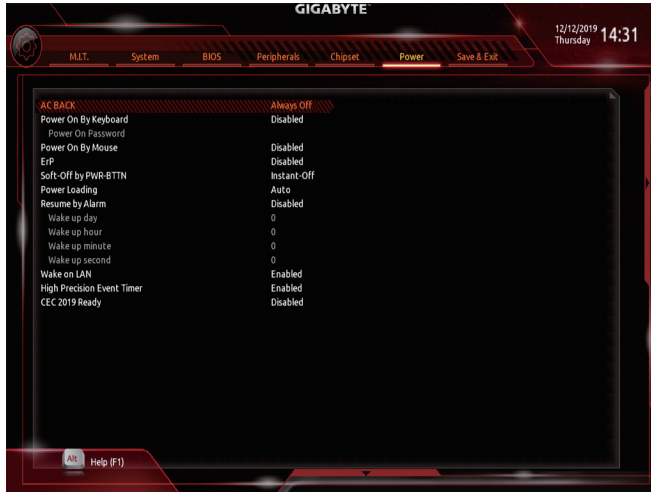 GIGABYTE
12/12/2019 Thursday 14:31
M.I.T. System BIOS Peripherals Chipset Power Save & Exit
AC BACK Always Off
Power On By Keyboard Disabled
Power On Password
Power On By Mouse Disabled
ErP Disabled
Soft-Off by PWR-BTTN Instant-Off
Power Loading Auto
Resume by Alarm Disabled
Wake up day 0
Wake up hour 0
Wake up minute 0
Wake up second 0
Wake on LAN Enabled
High Precision Event Timer Enabled
CEC 2019 Ready Disabled
Alt Help (F1)